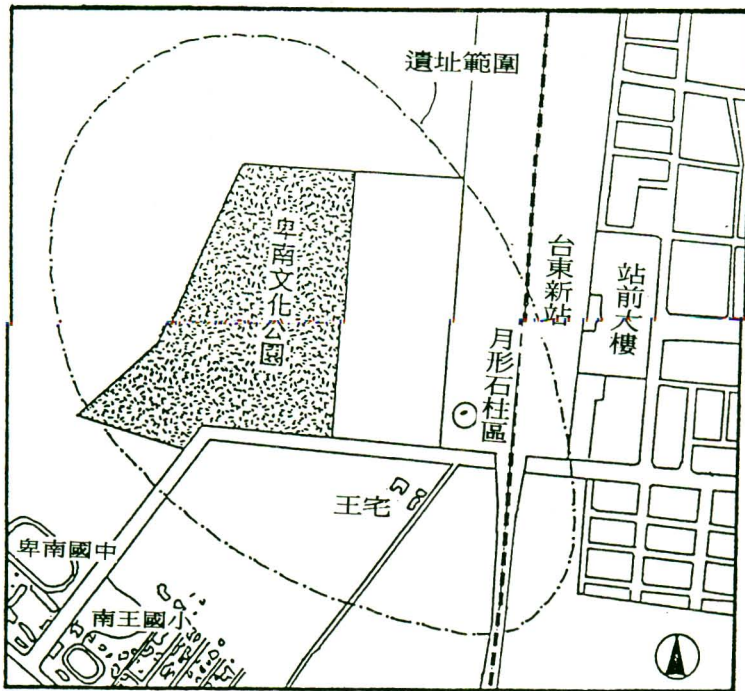 遺址範圍
卑南文化公園
台東新站
站前大樓
月形石柱區
王宅
卑南國中
南王國小